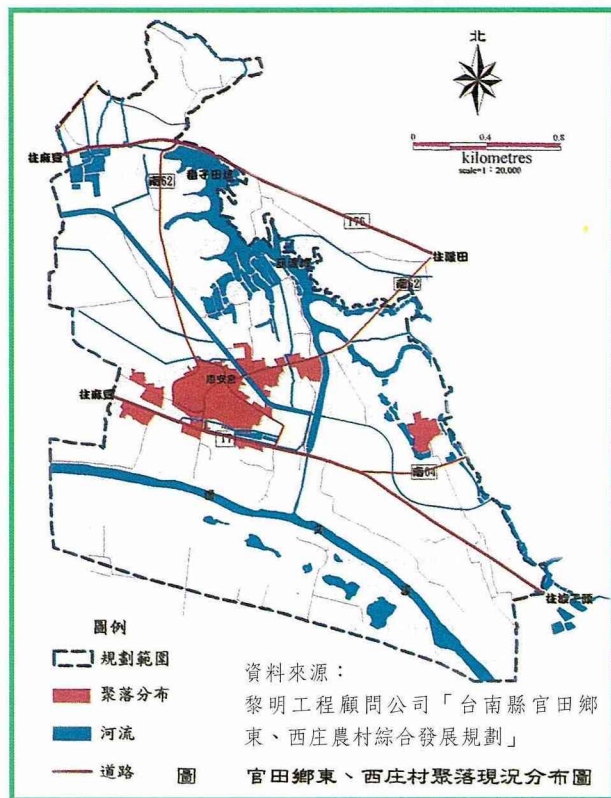 北
0 0.4 0.8
kilometres
scale=1：20,000
往麻豆
南62
176
往隆田
南62
惠安宮
往麻豆
17
南64
圖例
規劃範圍
聚落分布
河流
道路
資料來源：
黎明工程顧問公司「台南縣官田鄉
東、西庄農村綜合發展規劃」
圖 官田鄉東、西庄村聚落現況分布圖